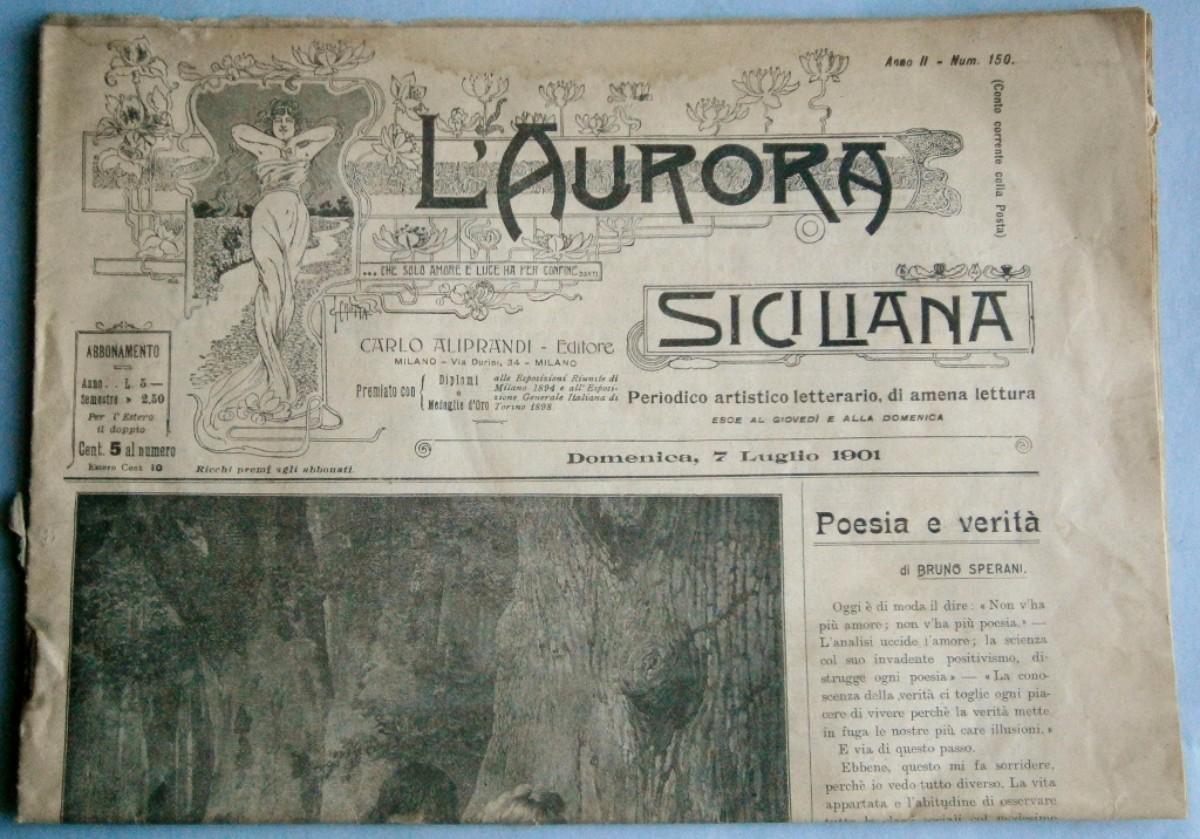 Anno II - Num. 150.
(Conto corrente colla Posta)
L'AURORA
... CHE SOLO AMORE E LUCE HA PER CONFINE DANTE
SICILIANA
CARLO ALIPRANDI - Editore
MILANO - Via Durini, 34 - MILANO
Premiato con { Diplomi e Medaglie d'Oro
alle Esposizioni Riunite di
Milano 1894 e all'Esposi-
zione Generale Italiana di
Torino 1898
Periodico artistico letterario, di amena lettura
ESCE AL GIOVEDÌ E ALLA DOMENICA
ABBONAMENTO
Anno . . L. 5 —
Semestre » 2,50
Per l'Estero
il doppio
Cent. 5 al numero
Estero Cent 10
Ricchi premi agli abbonati.
Domenica, 7 Luglio 1901
Poesia e verità
di BRUNO SPERANI.
Oggi è di moda il dire: « Non v'ha
più amore; non v'ha più poesia. » —
L'analisi uccide l'amore; la scienza
col suo invadente positivismo, di-
strugge ogni poesia » — « La cono-
scenza della verità ci toglie ogni pia-
cere di vivere perchè la verità mette
in fuga le nostre più care illusioni. »
E via di questo passo.
Ebbene, questo mi fa sorridere,
perchè io vedo tutto diverso. La vita
appartata e l'abitudine di osservare